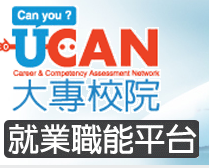 Can you ?
UCAN
Career & Competency Assessment Network
大專校院
就業職能平台